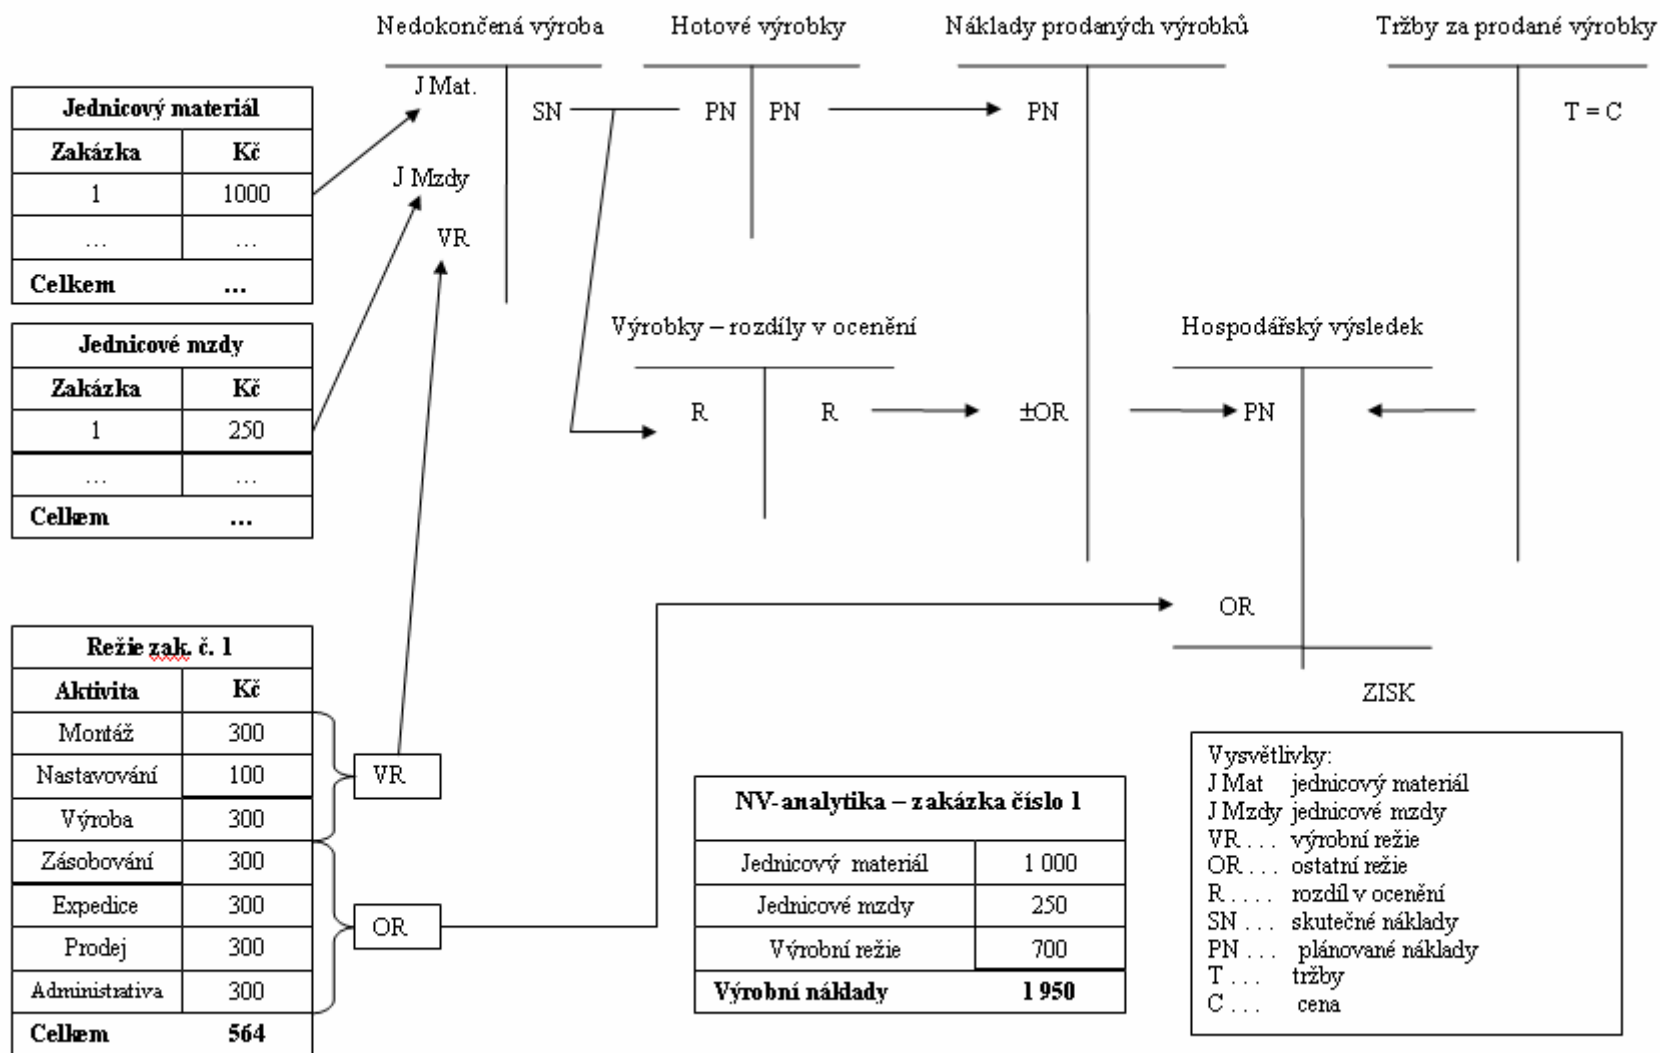 Nedokončená výroba
Hotové výrobky
Náklady prodaných výrobků
Tržby za prodané výrobky
J Mat.
SN
PN
PN
PN
T = C
J Mzdy
VR
Jednicový materiál
Zakázka Kč
1 1000
... ...
Celkem ...
Jednicové mzdy
Zakázka Kč
1 250
... ...
Celkem ...
Výrobky – rozdíly v ocenění
Hospodářský výsledek
R
R
±OR
PN
OR
ZISK
Režie zak. č. 1
Aktivita Kč
Montáž 300
Nastavování 100
Výroba 300
Zásobování 300
Expedice 300
Prodej 300
Administrativa 300
Celkem 564
VR
OR
NV-analytika – zakázka číslo 1
Jednicový materiál 1 000
Jednicové mzdy 250
Výrobní režie 700
Výrobní náklady 1 950
Vysvětlivky:
J Mat jednicový materiál
J Mzdy jednicové mzdy
VR . . . výrobní režie
OR . . . ostatní režie
R . . . . rozdíl v ocenění
SN . . . skutečné náklady
PN . . . plánované náklady
T . . . tržby
C . . . cena